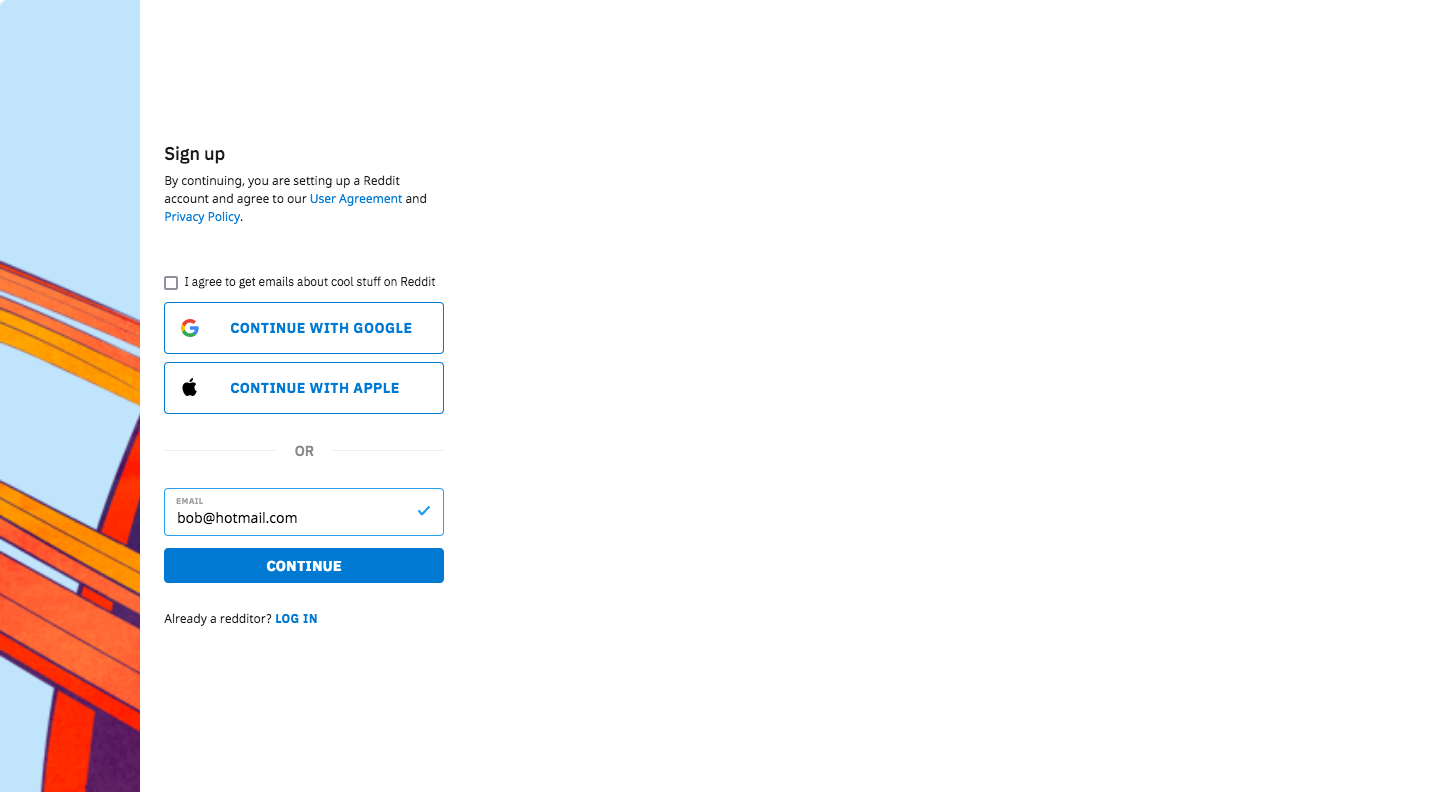 Sign up
By continuing, you are setting up a Reddit
account and agree to our User Agreement and
Privacy Policy.
I agree to get emails about cool stuff on Reddit
CONTINUE WITH GOOGLE
CONTINUE WITH APPLE
OR
EMAIL
bob@hotmail.com
CONTINUE
Already a redditor? LOG IN